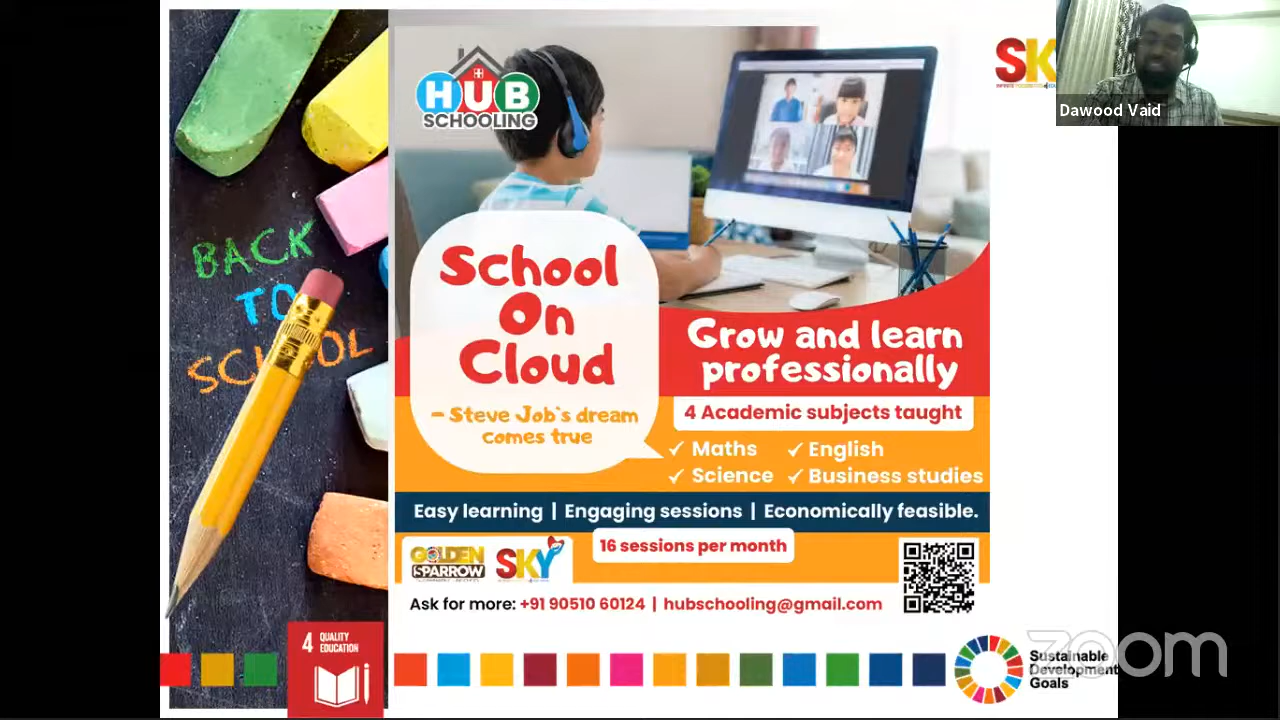 BACK
TO
SCHOOL
HUB
SCHOOLING
School
On
Cloud
- Steve Job`s dream
comes true
Grow and learn
professionally
4 Academic subjects taught
✓ Maths ✓ English
✓ Science ✓ Business studies
Easy learning | Engaging sessions | Economically feasible.
16 sessions per month
GOLDEN
SPARROW
SKY
Ask for more: +91 90510 60124 | hubschooling@gmail.com
SK
Dawood Vaid
4 QUALITY
EDUCATION
Sustainable
Development
Goals
zoom